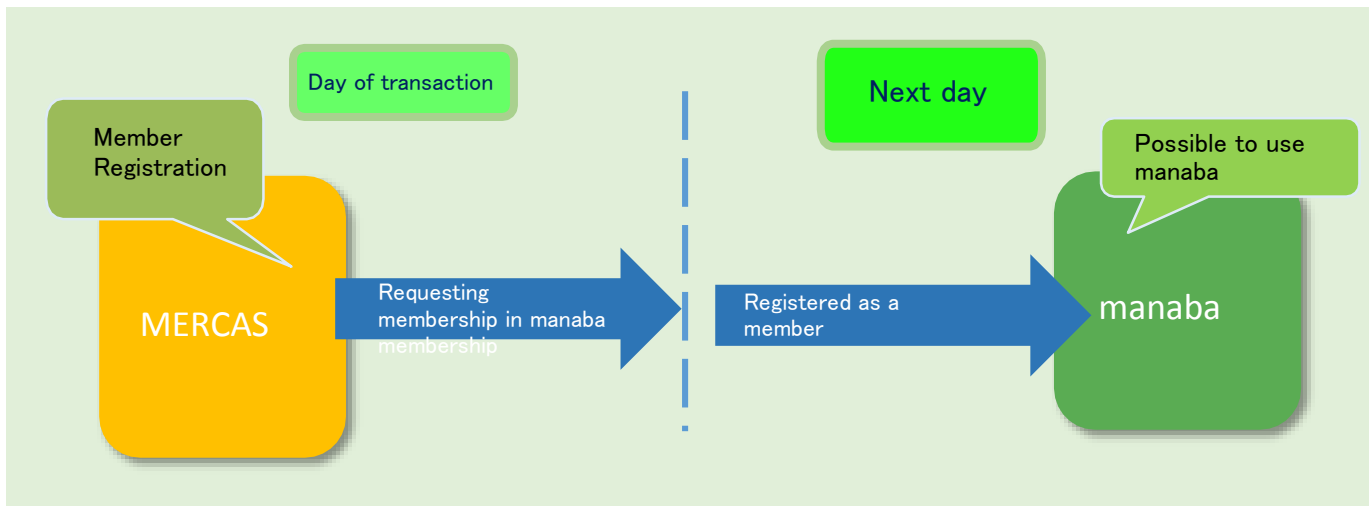 Day of transaction
Next day
Member
Registration
Possible to use
manaba
MERCAS
Requesting
membership in manaba
membership
Registered as a
member
manaba